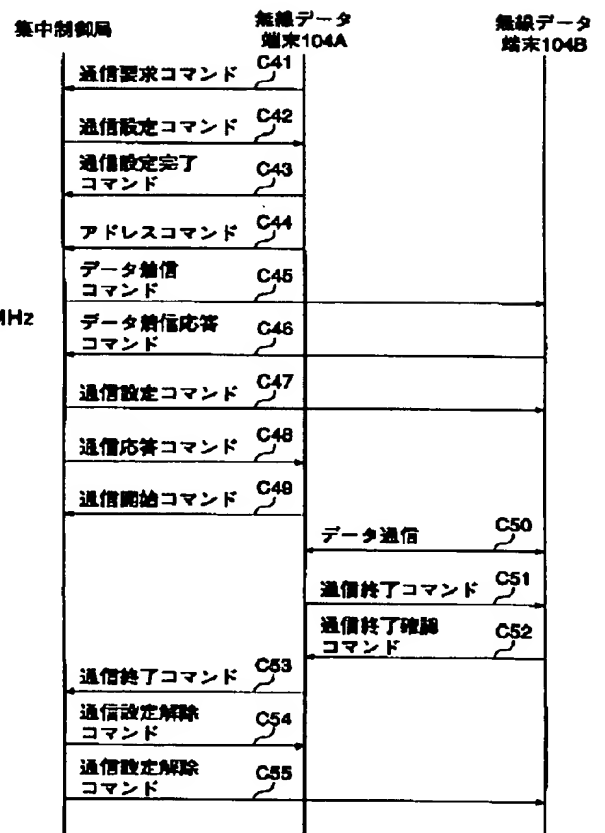 集中制御局
無線データ
端末104A
無線データ
端末104B
通信要求コマンド C41
通信設定コマンド C42
通信設定完了
コマンド C43
アドレスコマンド C44
データ着信
コマンド C45
MHz
データ着信応答
コマンド C46
通信設定コマンド C47
通信応答コマンド C48
通信開始コマンド C49
データ通信 C50
通信終了コマンド C51
通信終了確認
コマンド C52
通信終了コマンド C53
通信設定解除
コマンド C54
通信設定解除
コマンド C55